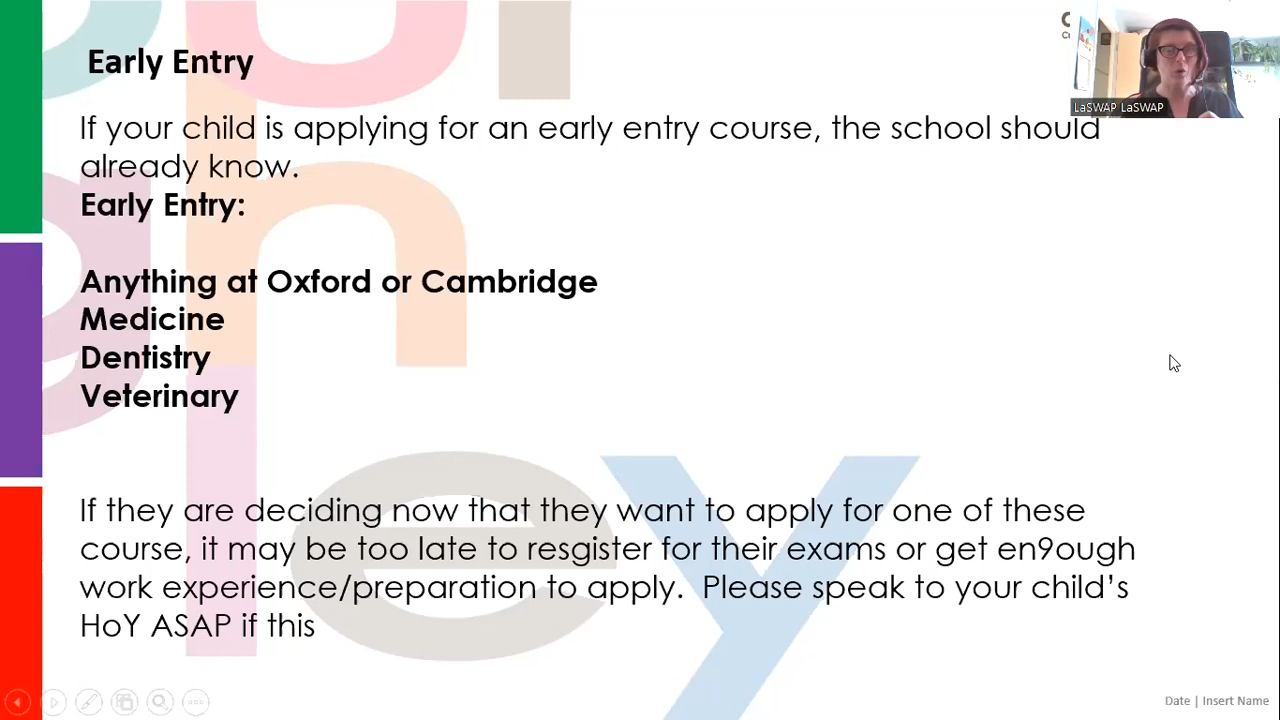 Early Entry
LaSWAP LaSWAP
If your child is applying for an early entry course, the school should
already know.
Early Entry:
Anything at Oxford or Cambridge
Medicine
Dentistry
Veterinary
If they are deciding now that they want to apply for one of these
course, it may be too late to resgister for their exams or get en9ough
work experience/preparation to apply.  Please speak to your child’s
HoY ASAP if this
Date | Insert Name